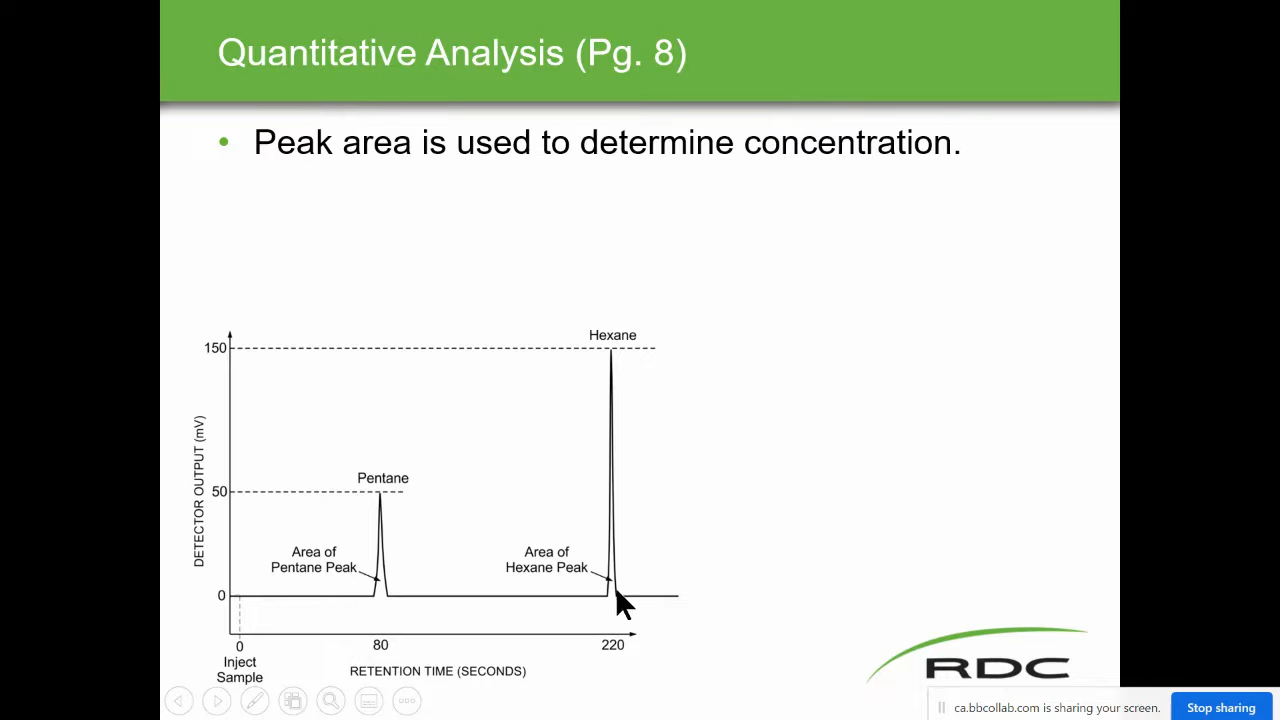 Quantitative Analysis (Pg. 8)
• Peak area is used to determine concentration.
Hexane
150
Pentane
50
DETECTOR OUTPUT (mV)
Area of
Pentane Peak
Area of
Hexane Peak
0
0
80
220
Inject
Sample
RETENTION TIME (SECONDS)
RDC
ca.bbcollab.com is sharing your screen.
Stop sharing